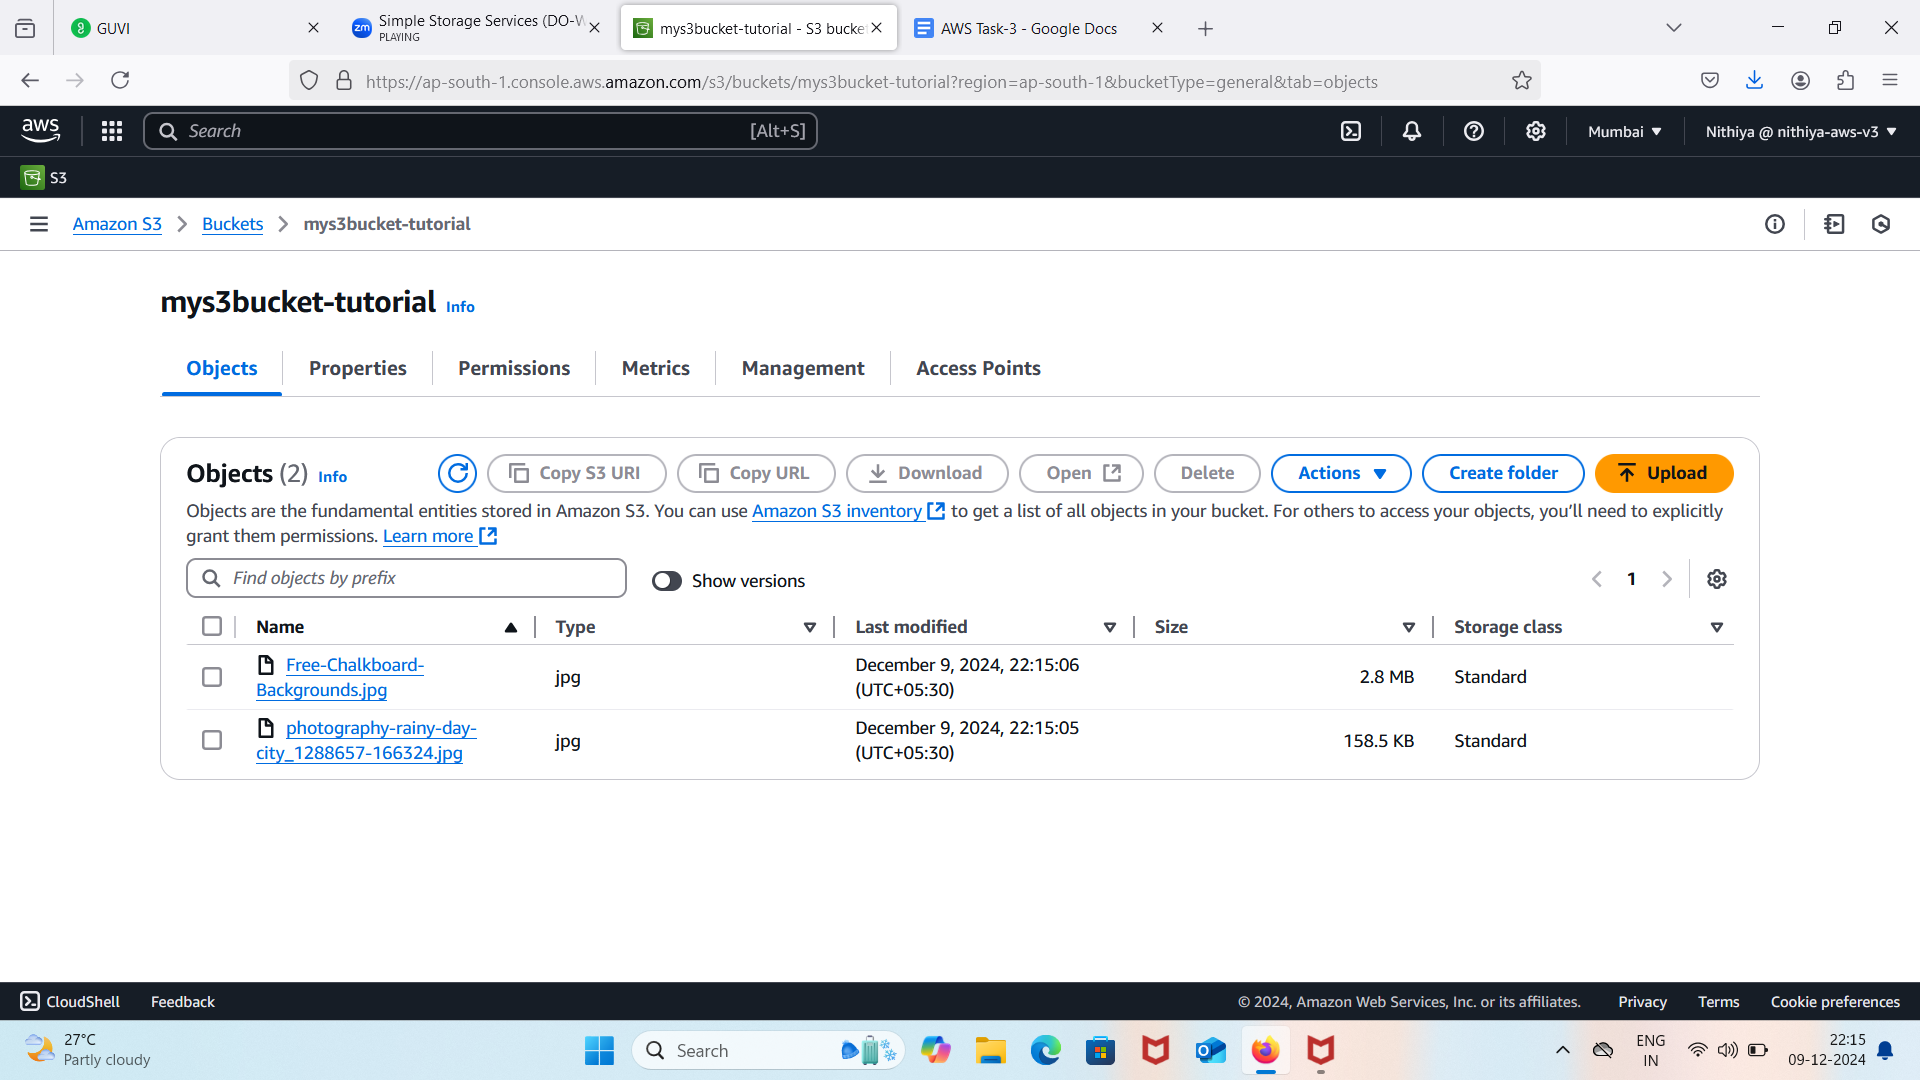 GUVI
zm
Simple Storage Services (DO-W
PLAYING
mys3bucket-tutorial - S3 bucket
AWS Task-3 - Google Docs
https://ap-south-1.console.aws.amazon.com/s3/buckets/mys3bucket-tutorial?region=ap-south-1&bucketType=general&tab=objects
aws
Search
[Alt+S]
Mumbai
Nithiya @ nithiya-aws-v3
S3
Amazon S3
Buckets
mys3bucket-tutorial
mys3bucket-tutorial Info
Objects
Properties
Permissions
Metrics
Management
Access Points
Objects (2) Info
Copy S3 URI
Copy URL
Download
Open
Delete
Actions
Create folder
Upload
Objects are the fundamental entities stored in Amazon S3. You can use Amazon S3 inventory to get a list of all objects in your bucket. For others to access your objects, you’ll need to explicitly
grant them permissions. Learn more
Find objects by prefix
Show versions
1
Name
Type
Last modified
Size
Storage class
Free-Chalkboard-
Backgrounds.jpg
jpg
December 9, 2024, 22:15:06
(UTC+05:30)
2.8 MB
Standard
photography-rainy-day-
city_1288657-166324.jpg
jpg
December 9, 2024, 22:15:05
(UTC+05:30)
158.5 KB
Standard
CloudShell
Feedback
© 2024, Amazon Web Services, Inc. or its affiliates.
Privacy
Terms
Cookie preferences
27°C
Partly cloudy
Search
ENG
IN
22:15
09-12-2024